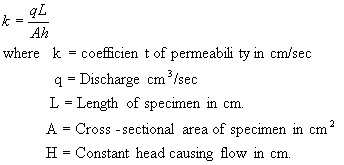 k = qL/Ah
where k = coefficien t of permeabili ty in cm/sec
q = Discharge cm³/sec
L = Length of specimen in cm.
A = Cross - sectional area of specimen in cm²
H = Constant head causing flow in cm.